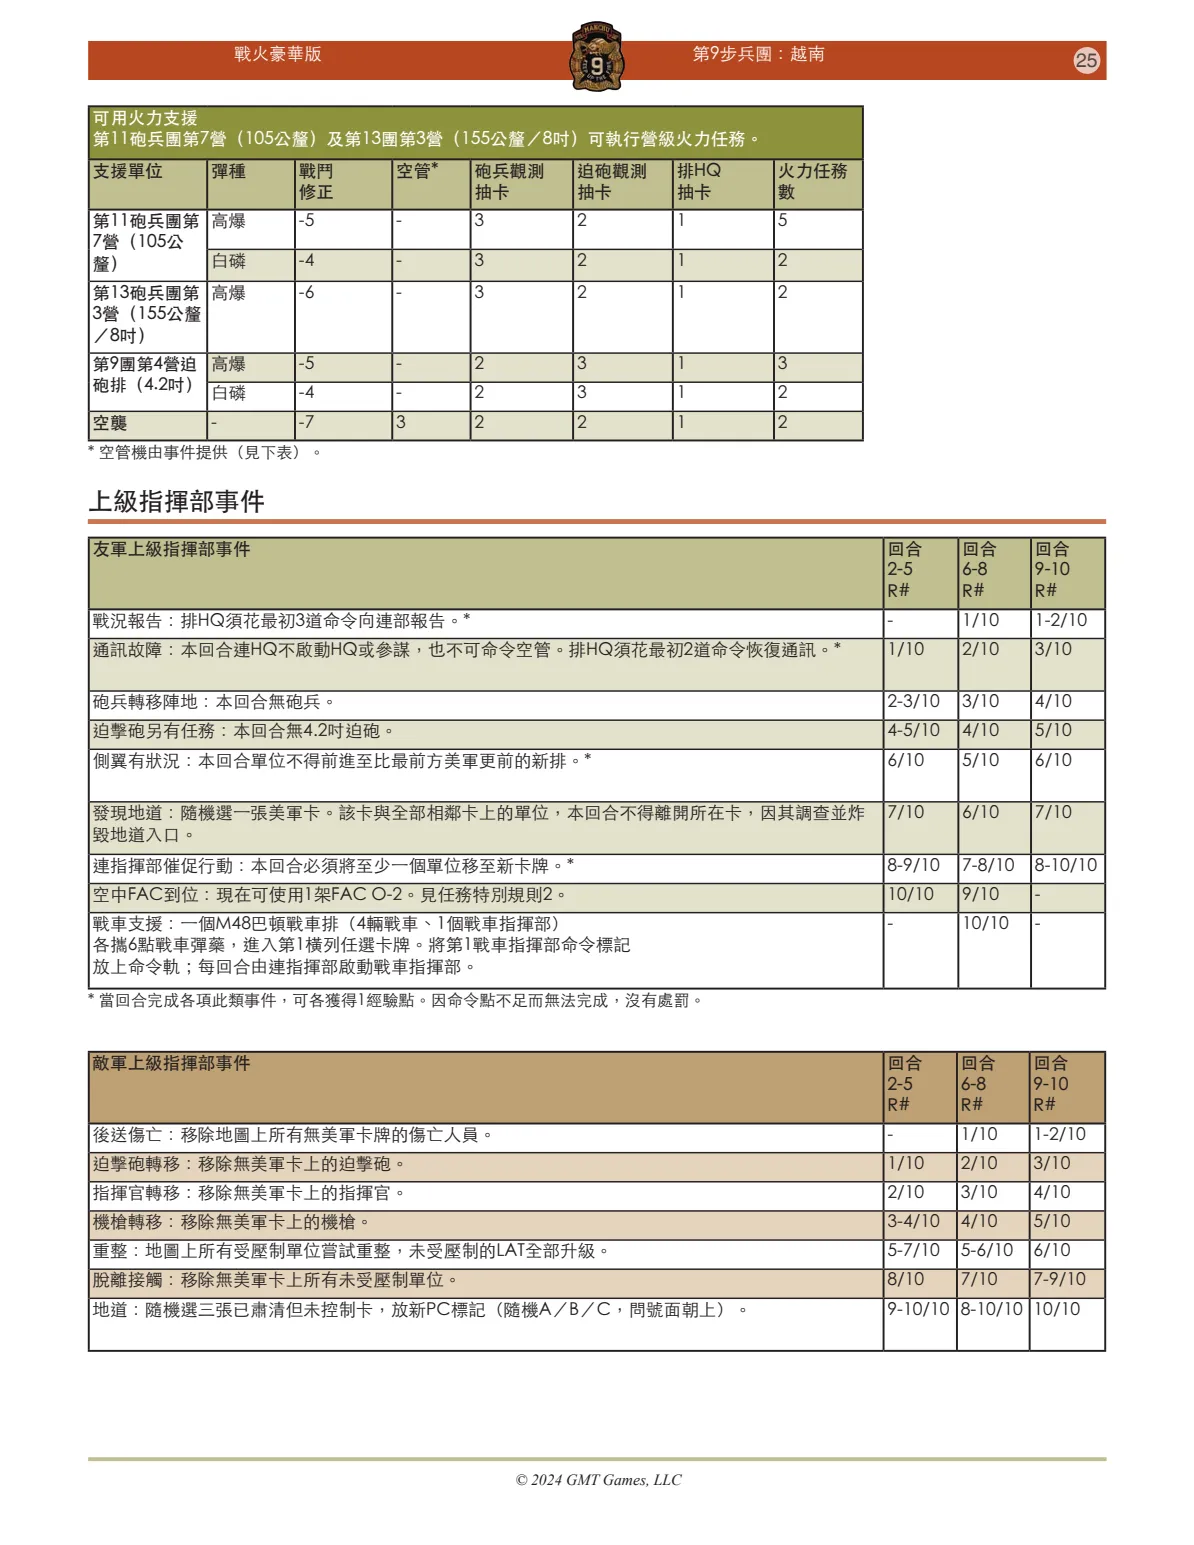 戰火豪華版
第9步兵團：越南
25
MANCHU
9
可用火力支援
第11砲兵團第7營（105公釐）及第13團第3營（155公釐／8吋）可執行營級火力任務。
支援單位 彈種 戰鬥修正 空管* 砲兵觀測抽卡 迫砲觀測抽卡 排HQ抽卡 火力任務數
第11砲兵團第7營（105公釐） 高爆 -5 - 3 2 1 5
白磷 -4 - 3 2 1 2
第13砲兵團第3營（155公釐／8吋） 高爆 -6 - 3 2 1 2
第9團第4營迫砲排（4.2吋） 高爆 -5 - 2 3 1 3
白磷 -4 - 2 3 1 2
空襲 - -7 3 2 2 1 2
* 空管機由事件提供（見下表）。
上級指揮部事件
友軍上級指揮部事件 回合2-5 R# 回合6-8 R# 回合9-10 R#
戰況報告：排HQ須花最初3道命令向連部報告。* - 1/10 1-2/10
通訊故障：本回合連HQ不啟動HQ或參謀，也不可命令空管。排HQ須花最初2道命令恢復通訊。* 1/10 2/10 3/10
砲兵轉移陣地：本回合無砲兵。 2-3/10 3/10 4/10
迫擊砲另有任務：本回合無4.2吋迫砲。 4-5/10 4/10 5/10
側翼有狀況：本回合單位不得前進至比最前方美軍更前的新排。* 6/10 5/10 6/10
發現地道：隨機選一張美軍卡。該卡與全部相鄰卡上的單位，本回合不得離開所在卡，因其調查並炸 7/10 6/10 7/10
毀地道入口。
連指揮部催促行動：本回合必須將至少一個單位移至新卡牌。* 8-9/10 7-8/10 8-10/10
空中FAC到位：現在可使用1架FAC O-2。見任務特別規則2。 10/10 9/10 -
戰車支援：一個M48巴頓戰車排（4輛戰車、1個戰車指揮部） - 10/10 -
各攜6點戰車彈藥，進入第1橫列任選卡牌。將第1戰車指揮部命令標記
放上命令軌；每回合由連指揮部啟動戰車指揮部。
* 當回合完成各項此類事件，可各獲得1經驗點。因命令點不足而無法完成，沒有處罰。
敵軍上級指揮部事件 回合2-5 R# 回合6-8 R# 回合9-10 R#
後送傷亡：移除地圖上所有無美軍卡牌的傷亡人員。 - 1/10 1-2/10
迫擊砲轉移：移除無美軍卡上的迫擊砲。 1/10 2/10 3/10
指揮官轉移：移除無美軍卡上的指揮官。 2/10 3/10 4/10
機槍轉移：移除無美軍卡上的機槍。 3-4/10 4/10 5/10
重整：地圖上所有受壓制單位嘗試重整，未受壓制的LAT全部升級。 5-7/10 5-6/10 6/10
脫離接觸：移除無美軍卡上所有未受壓制單位。 8/10 7/10 7-9/10
地道：隨機選三張已肅清但未控制卡，放新PC標記（隨機A／B／C，問號面朝上）。 9-10/10 8-10/10 10/10
© 2024 GMT Games, LLC